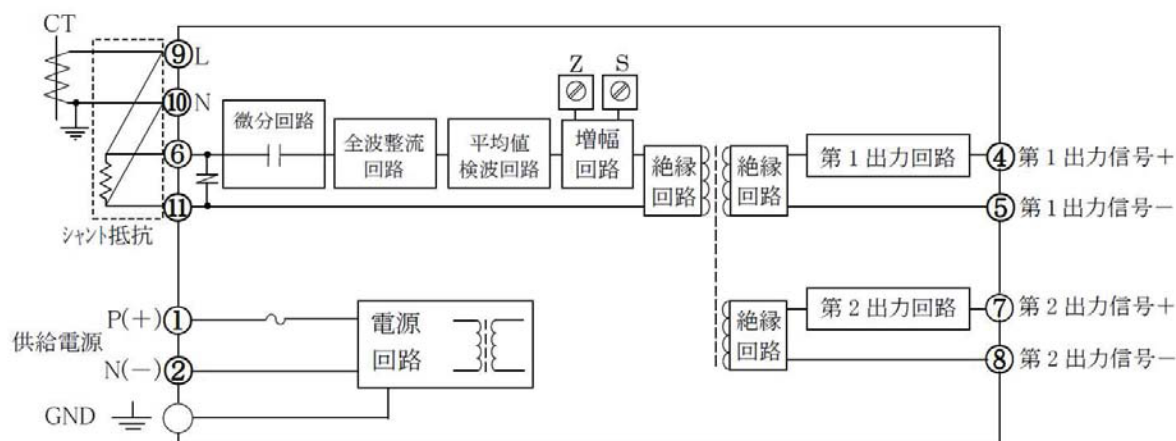 CT
⑨ L
⑩ N
⑥
⑪
シャント抵抗
微分回路
全波整流
回路
平均値
検波回路
Z
S
増幅
回路
絶縁
回路
絶縁
回路
第1出力回路
④ 第1出力信号+
⑤ 第1出力信号-
絶縁
回路
第2出力回路
⑦ 第2出力信号+
⑧ 第2出力信号-
供給電源
P(+) ①
N(-) ②
GND
電源
回路